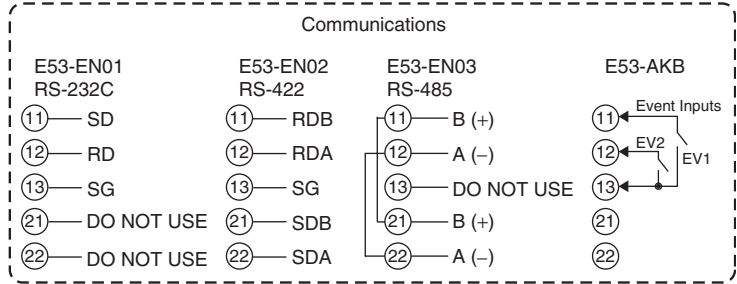 Communications
E53-EN01
RS-232C
11 SD
12 RD
13 SG
21 DO NOT USE
22 DO NOT USE
E53-EN02
RS-422
11 RDB
12 RDA
13 SG
21 SDB
22 SDA
E53-EN03
RS-485
11 B (+)
12 A (−)
13 DO NOT USE
21 B (+)
22 A (−)
E53-AKB
11 Event Inputs
12 EV2 EV1
13
21
22